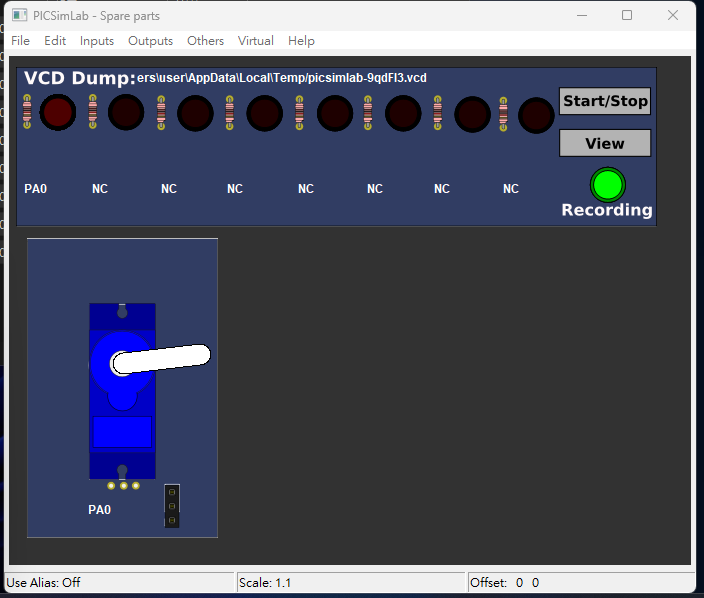 PICSimLab - Spare parts
File Edit Inputs Outputs Others Virtual Help
VCD Dump:ers\user\AppData\Local\Temp/picsimlab-9qdFI3.vcd
Start/Stop
View
PA0 NC NC NC NC NC NC NC
Recording
PA0
Use Alias: Off Scale: 1.1 Offset: 0 0